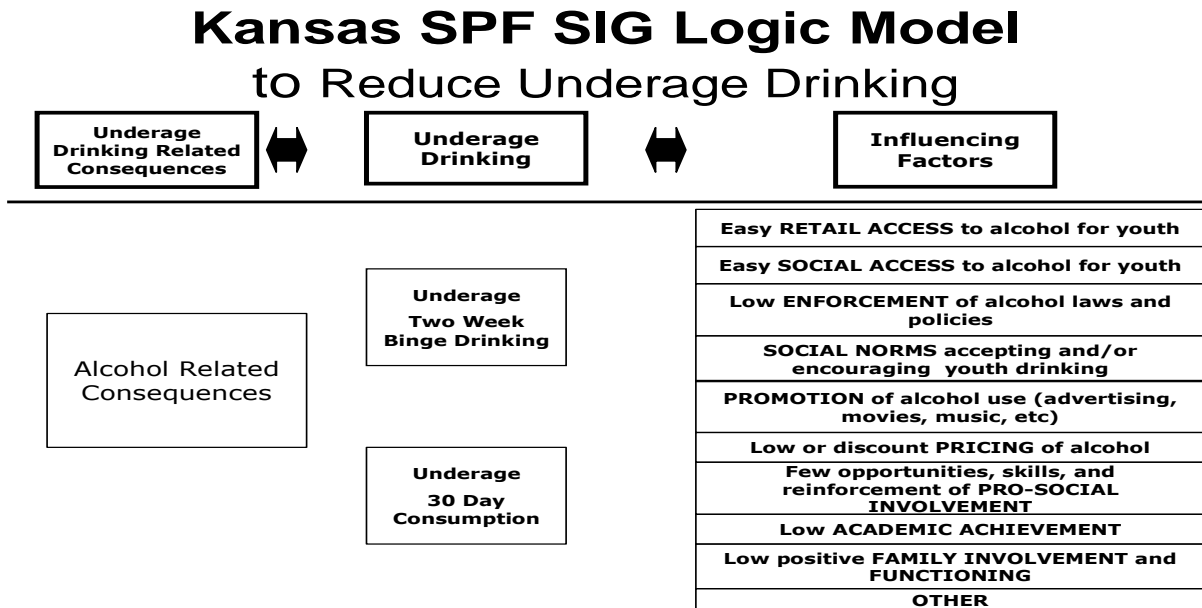 Kansas SPF SIG Logic Model
to Reduce Underage Drinking
Underage
Drinking Related
Consequences
Underage
Drinking
Influencing
Factors
Alcohol Related
Consequences
Underage
Two Week
Binge Drinking
Underage
30 Day
Consumption
Easy RETAIL ACCESS to alcohol for youth
Easy SOCIAL ACCESS to alcohol for youth
Low ENFORCEMENT of alcohol laws and
policies
SOCIAL NORMS accepting and/or
encouraging youth drinking
PROMOTION of alcohol use (advertising,
movies, music, etc)
Low or discount PRICING of alcohol
Few opportunities, skills, and
reinforcement of PRO-SOCIAL
INVOLVEMENT
Low ACADEMIC ACHIEVEMENT
Low positive FAMILY INVOLVEMENT and
FUNCTIONING
OTHER